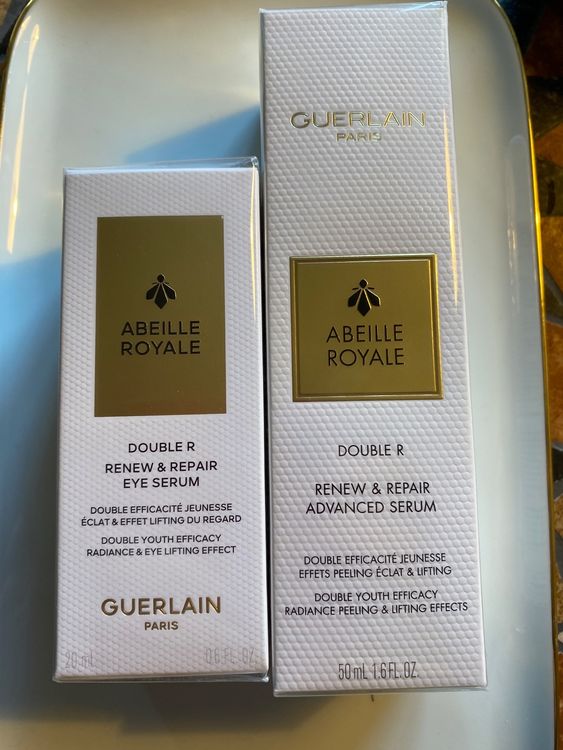 ABEILLE
ROYALE
DOUBLE R
RENEW & REPAIR
EYE SERUM
DOUBLE EFFICACITÉ JEUNESSE
ÉCLAT & EFFET LIFTING DU REGARD
DOUBLE YOUTH EFFICACY
RADIANCE & EYE LIFTING EFFECT
GUERLAIN
PARIS
20 mL 0.6 FL. OZ.
GUERLAIN
PARIS
ABEILLE
ROYALE
DOUBLE R
RENEW & REPAIR
ADVANCED SERUM
DOUBLE EFFICACITÉ JEUNESSE
EFFETS PEELING ÉCLAT & LIFTING
DOUBLE YOUTH EFFICACY
RADIANCE PEELING & LIFTING EFFECTS
50 mL 1.6 FL. OZ.